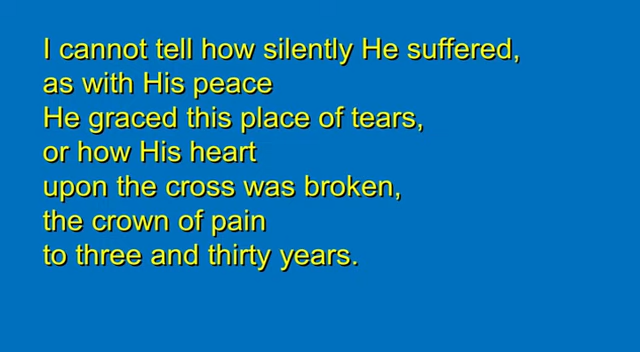 I cannot tell how silently He suffered,
as with His peace
He graced this place of tears,
or how His heart
upon the cross was broken,
the crown of pain
to three and thirty years.